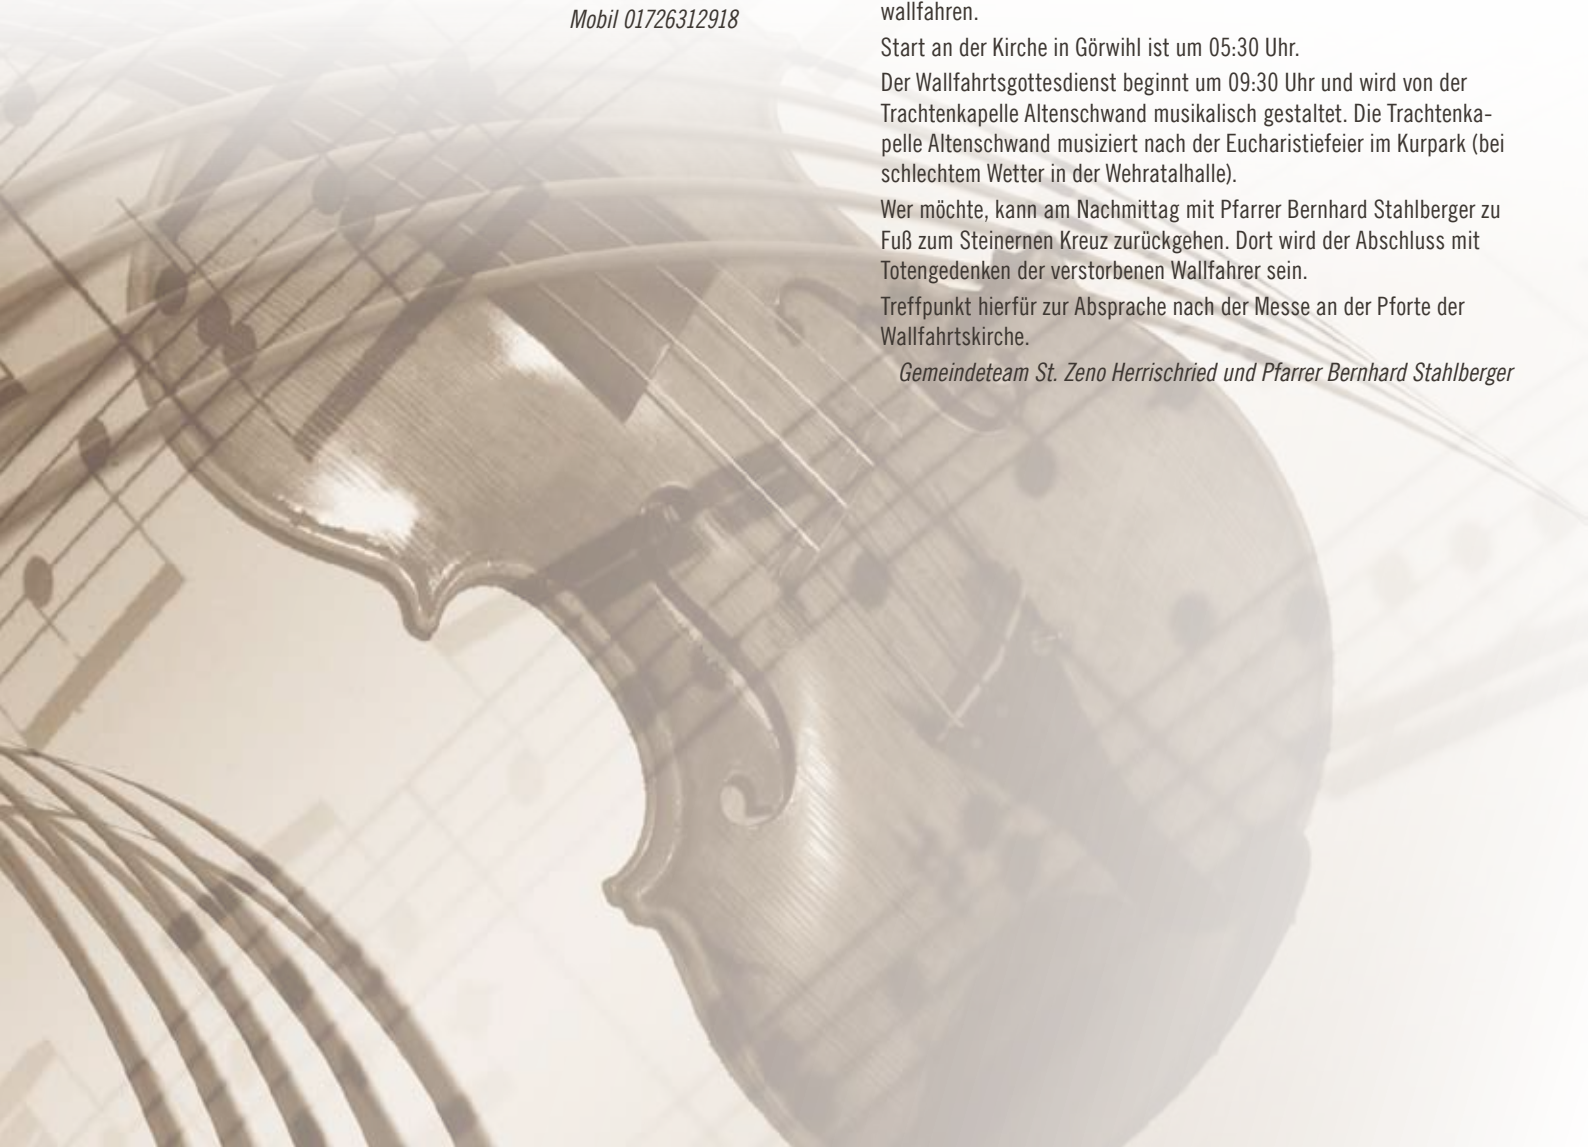 Mobil 01726312918
wallfahren.
Start an der Kirche in Görwihl ist um 05:30 Uhr.
Der Wallfahrtsgottesdienst beginnt um 09:30 Uhr und wird von der
Trachtenkapelle Altenschwand musikalisch gestaltet. Die Trachtenka-
pelle Altenschwand musiziert nach der Eucharistiefeier im Kurpark (bei
schlechtem Wetter in der Wehratalhalle).
Wer möchte, kann am Nachmittag mit Pfarrer Bernhard Stahlberger zu
Fuß zum Steinernen Kreuz zurückgehen. Dort wird der Abschluss mit
Totengedenken der verstorbenen Wallfahrer sein.
Treffpunkt hierfür zur Absprache nach der Messe an der Pforte der
Wallfahrtskirche.
Gemeindeteam St. Zeno Herrischried und Pfarrer Bernhard Stahlberger